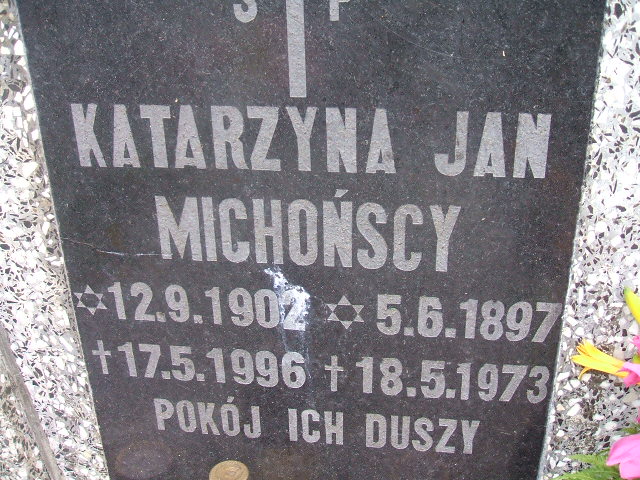 Ś P
KATARZYNA JAN
MICHOŃSCY
✡12.9.1902 ✡5.6.1897
†17.5.1996 †18.5.1973
POKÓJ ICH DUSZY